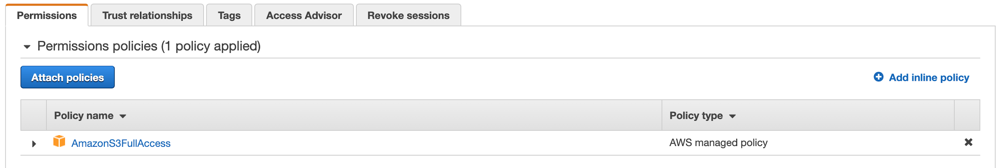 Permissions Trust relationships Tags Access Advisor Revoke sessions
Permissions policies (1 policy applied)
Attach policies Add inline policy
Policy name Policy type
AmazonS3FullAccess AWS managed policy